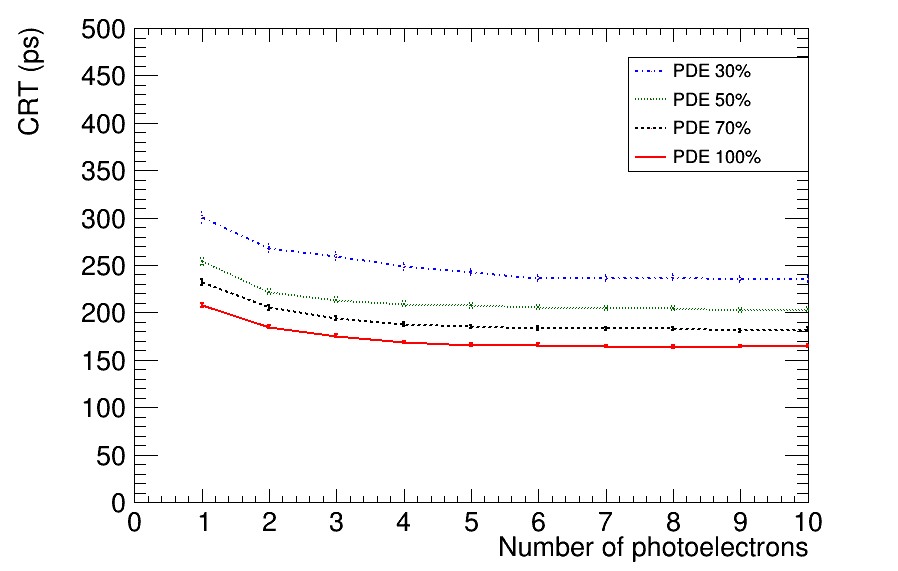 CRT (ps)
500
450
400
350
300
250
200
150
100
50
0
PDE 30%
PDE 50%
PDE 70%
PDE 100%
0 1 2 3 4 5 6 7 8 9 10
Number of photoelectrons